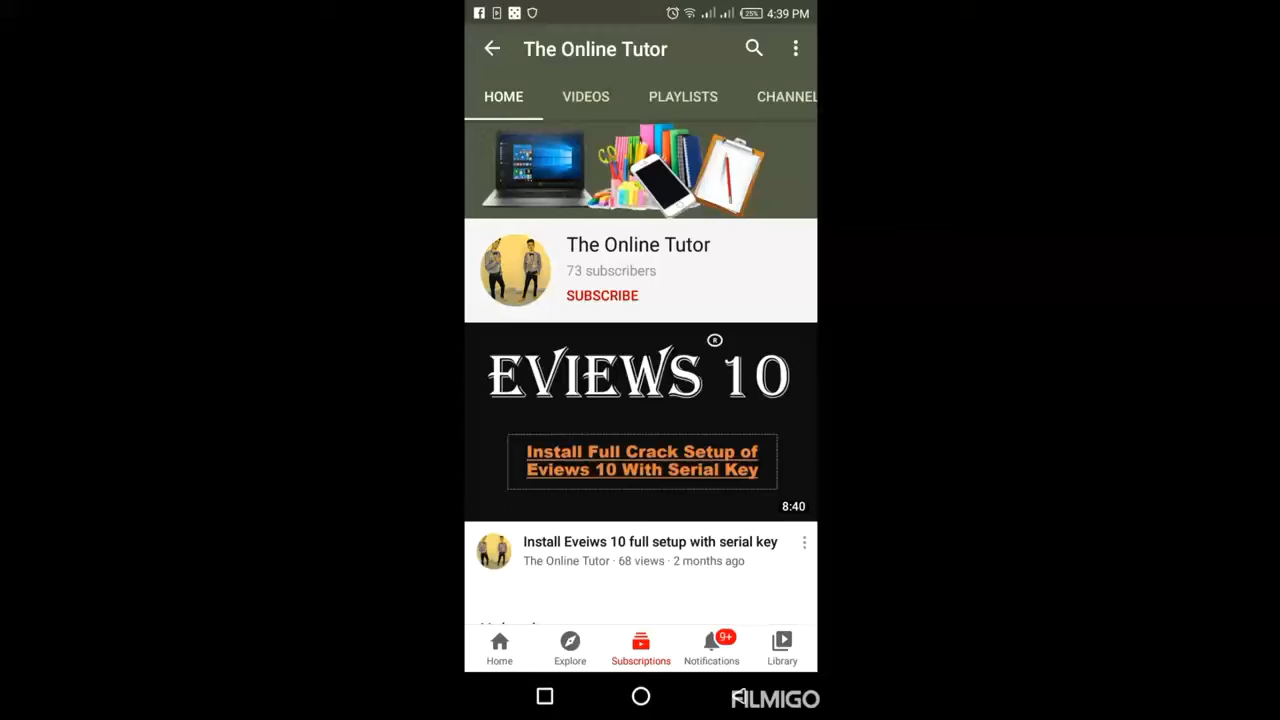 25% 4:39 PM
The Online Tutor
HOME VIDEOS PLAYLISTS CHANNEL
The Online Tutor
73 subscribers
SUBSCRIBE
EVIEWS ® 10
Install Full Crack Setup of
Eviews 10 With Serial Key
8:40
Install Eveiws 10 full setup with serial key
The Online Tutor · 68 views · 2 months ago
9+
Home Explore Subscriptions Notifications Library
FILMIGO